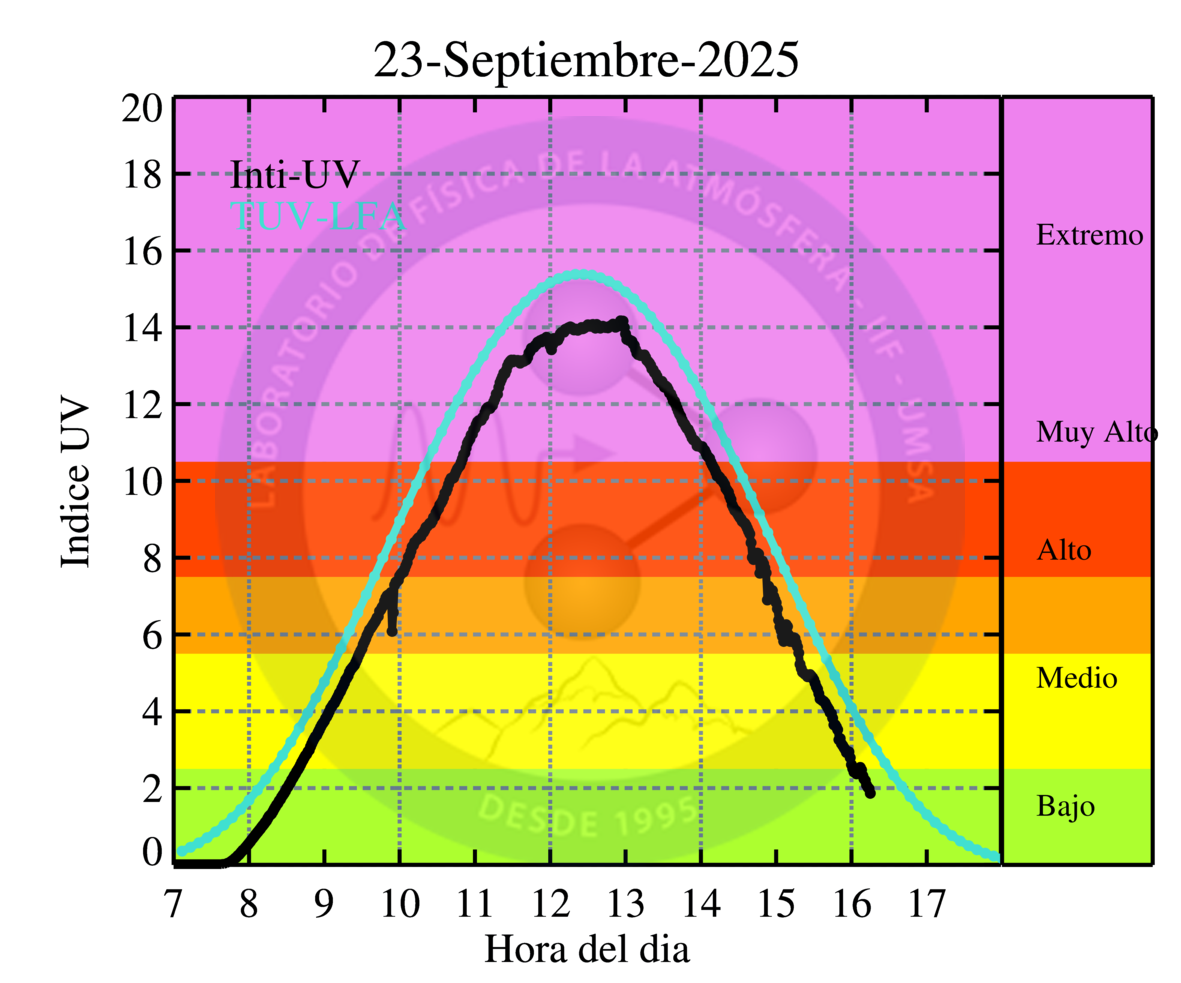 23-Septiembre-2025
20
18
16
14
12
10
8
6
4
2
0
Indice UV
Inti-UV
TUV-LFA
LABORATORIO DE FÍSICA DE LA ATMÓSFERA - IIF - UMSA
DESDE 1995
Extremo
Muy Alto
Alto
Medio
Bajo
7 8 9 10 11 12 13 14 15 16 17
Hora del dia